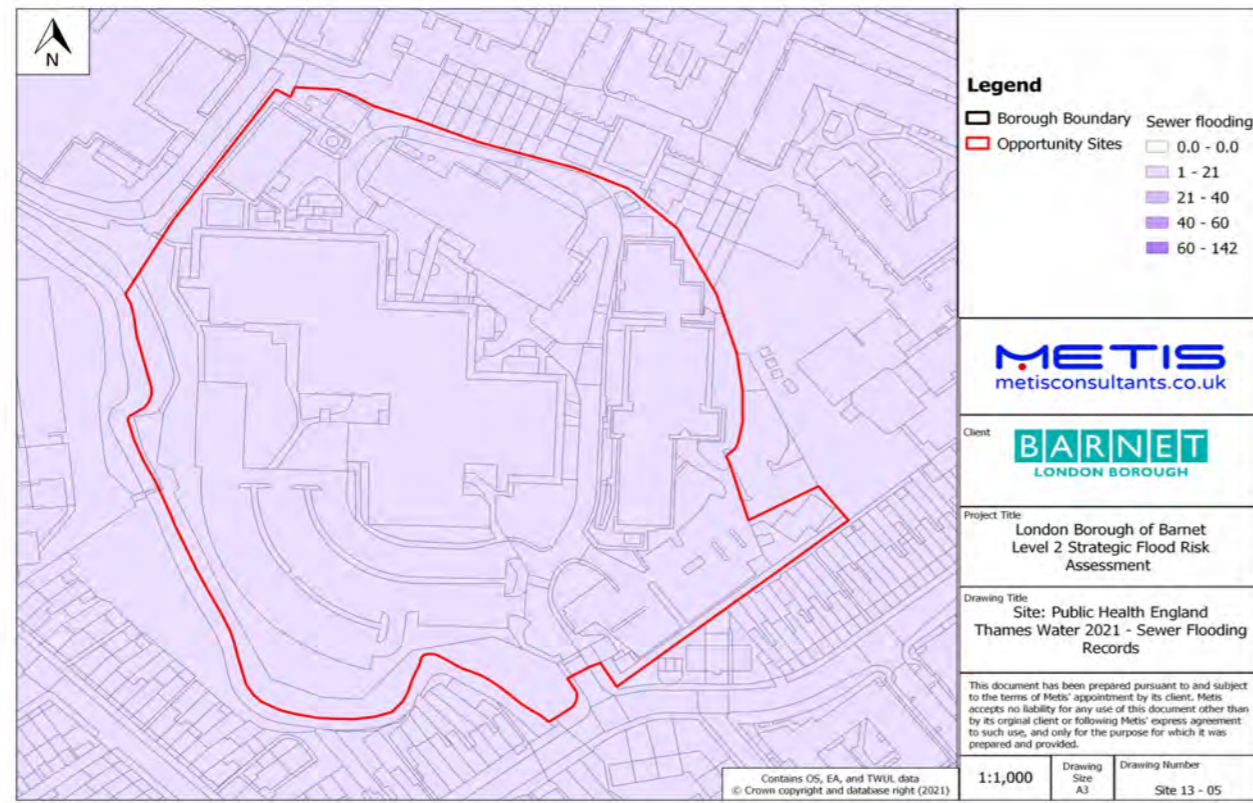 N
Legend
Borough Boundary
Opportunity Sites
Sewer flooding
0.0 - 0.0
1 - 21
21 - 40
40 - 60
60 - 142
METIS
metisconsultants.co.uk
Client
BARNET
LONDON BOROUGH
Project Title
London Borough of Barnet
Level 2 Strategic Flood Risk
Assessment
Drawing Title
Site: Public Health England
Thames Water 2021 - Sewer Flooding
Records
This document has been prepared pursuant to and subject
to the terms of Metis' appointment by its client. Metis
accepts no liability for any use of this document other than
by its orginal client or following Metis' express agreement
to such use, and only for the purpose for which it was
prepared and provided.
Contains OS, EA, and TWUL data
© Crown copyright and database right (2021)
1:1,000
Drawing
Size
A3
Drawing Number
Site 13 - 05